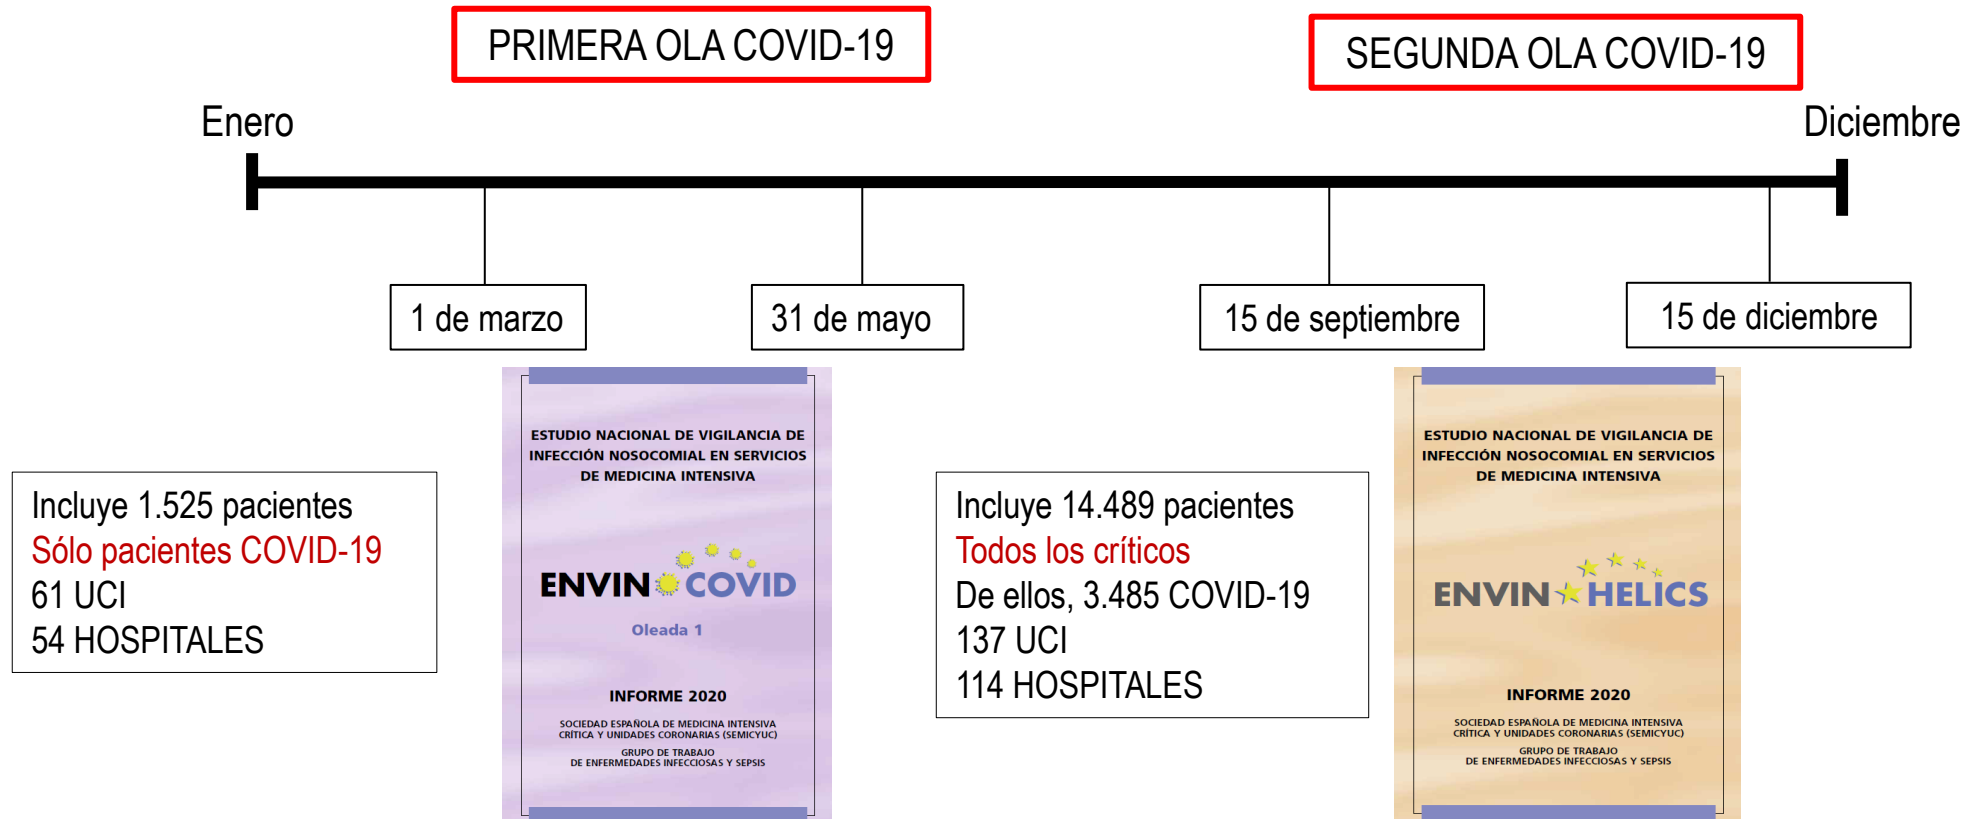 PRIMERA OLA COVID-19
SEGUNDA OLA COVID-19
Enero
Diciembre
1 de marzo
31 de mayo
15 de septiembre
15 de diciembre
Incluye 1.525 pacientes
Sólo pacientes COVID-19
61 UCI
54 HOSPITALES
ESTUDIO NACIONAL DE VIGILANCIA DE
INFECCIÓN NOSOCOMIAL EN SERVICIOS
DE MEDICINA INTENSIVA
ENVIN COVID
Oleada 1
INFORME 2020
SOCIEDAD ESPAÑOLA DE MEDICINA INTENSIVA
CRÍTICA Y UNIDADES CORONARIAS (SEMICYUC)
GRUPO DE TRABAJO
DE ENFERMEDADES INFECCIOSAS Y SEPSIS
Incluye 14.489 pacientes
Todos los críticos
De ellos, 3.485 COVID-19
137 UCI
114 HOSPITALES
ESTUDIO NACIONAL DE VIGILANCIA DE
INFECCIÓN NOSOCOMIAL EN SERVICIOS
DE MEDICINA INTENSIVA
ENVIN HELICS
INFORME 2020
SOCIEDAD ESPAÑOLA DE MEDICINA INTENSIVA
CRÍTICA Y UNIDADES CORONARIAS (SEMICYUC)
GRUPO DE TRABAJO
DE ENFERMEDADES INFECCIOSAS Y SEPSIS